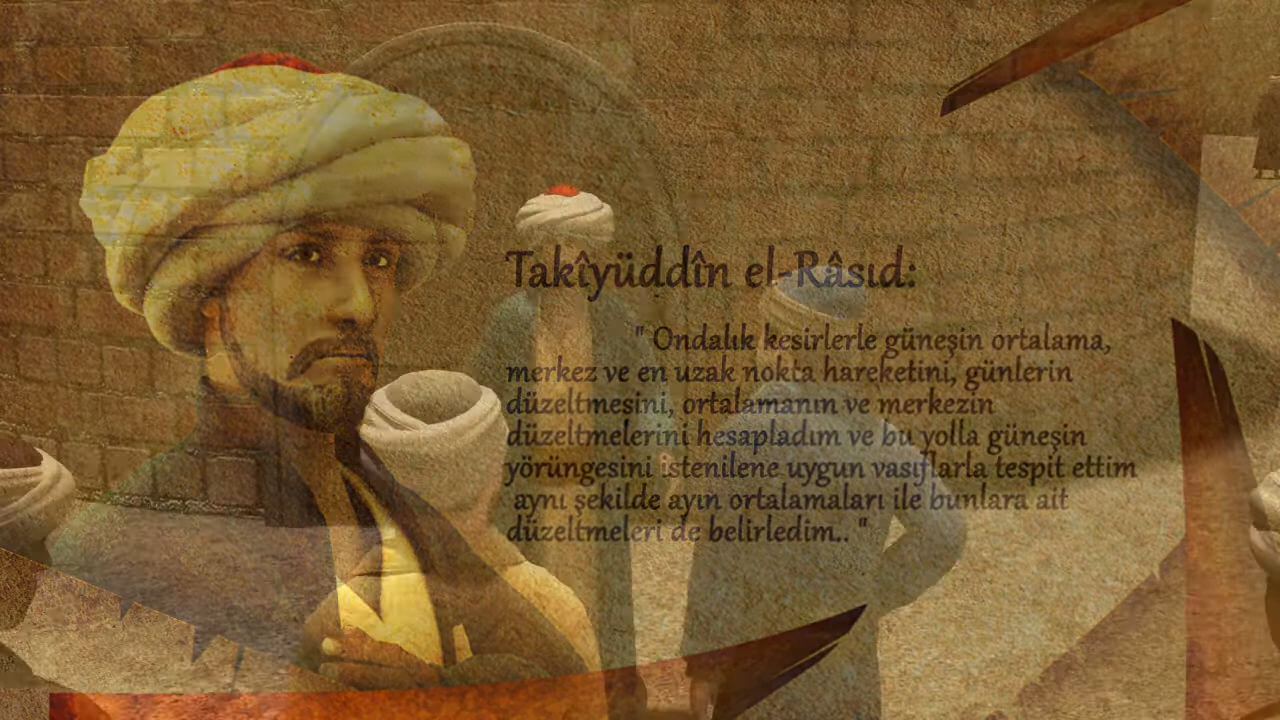 Takîyüddîn el-Râsıd:
" Ondalık kesirlerle güneşin ortalama,
merkez ve en uzak nokta hareketini, günlerin
düzeltmesini, ortalamanın ve merkezin
düzeltmelerini hesapladım ve bu yolla güneşin
yörüngesini istenilene uygun vasıflarla tespit ettim
aynı şekilde ayın ortalamaları ile bunlara ait
düzeltmeleri de belirledim.. "